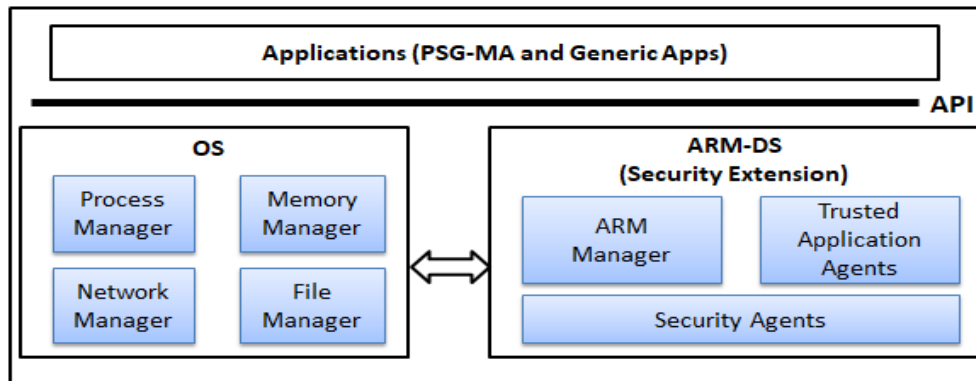 Applications (PSG-MA and Generic Apps)
API
OS
Process
Manager
Memory
Manager
Network
Manager
File
Manager
ARM-DS
(Security Extension)
ARM
Manager
Trusted
Application
Agents
Security Agents